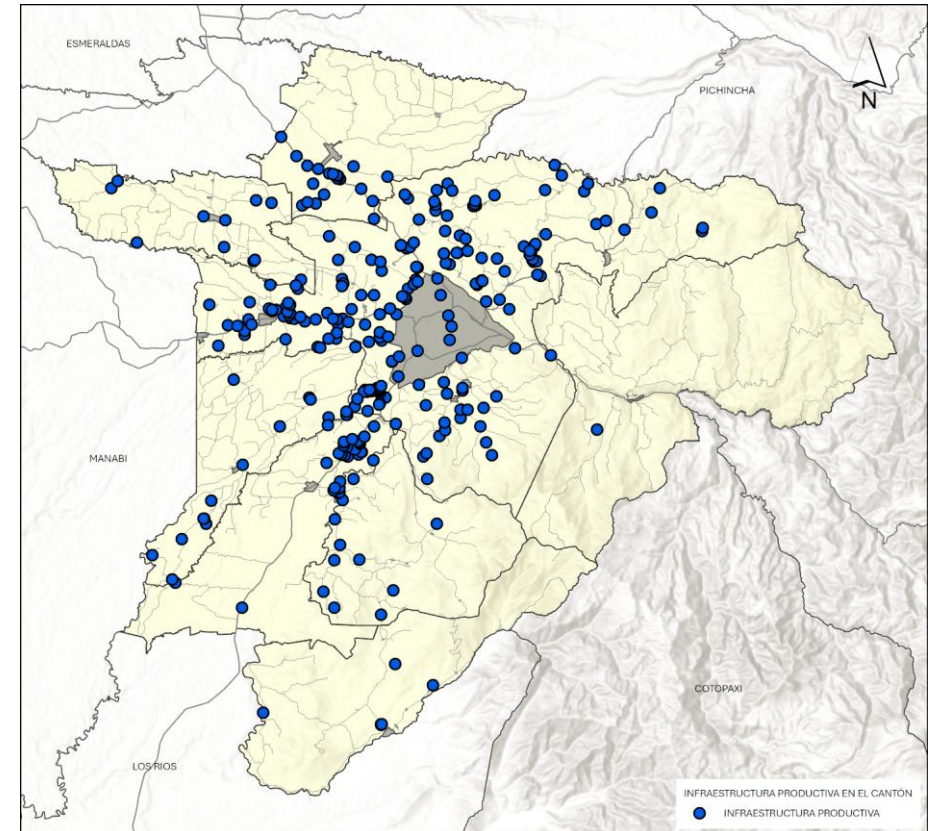 ESMERALDAS
PICHINCHA
N
MANABI
COTOPAXI
LOS RIOS
INFRAESTRUCTURA PRODUCTIVA EN EL CANTÓN
INFRAESTRUCTURA PRODUCTIVA